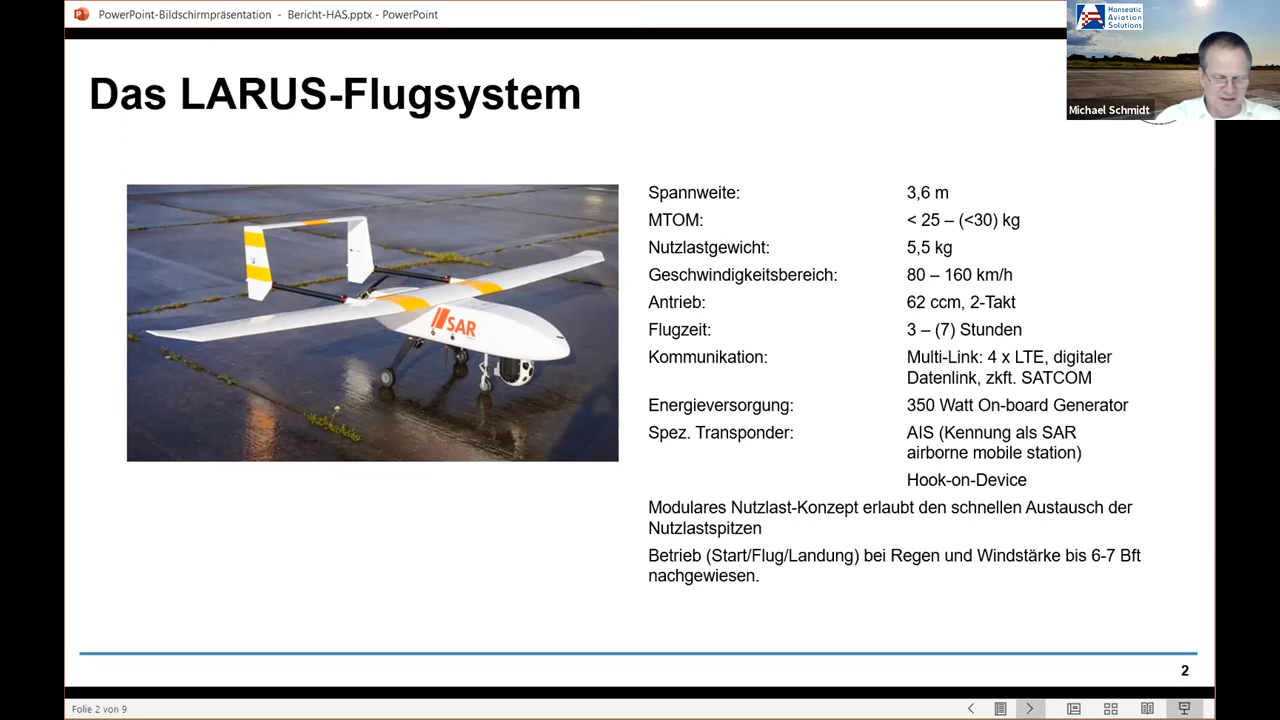 PowerPoint-Bildschirmpräsentation - Bericht-HAS.pptx - PowerPoint
Hanseatic
Aviation
Solutions
Michael Schmidt
Das LARUS-Flugsystem
SAR
Spannweite: 3,6 m
MTOM: < 25 – (<30) kg
Nutzlastgewicht: 5,5 kg
Geschwindigkeitsbereich: 80 – 160 km/h
Antrieb: 62 ccm, 2-Takt
Flugzeit: 3 – (7) Stunden
Kommunikation: Multi-Link: 4 x LTE, digitaler
Datenlink, zkft. SATCOM
Energieversorgung: 350 Watt On-board Generator
Spez. Transponder: AIS (Kennung als SAR
airborne mobile station)
Hook-on-Device
Modulares Nutzlast-Konzept erlaubt den schnellen Austausch der
Nutzlastspitzen
Betrieb (Start/Flug/Landung) bei Regen und Windstärke bis 6-7 Bft
nachgewiesen.
2
Folie 2 von 9